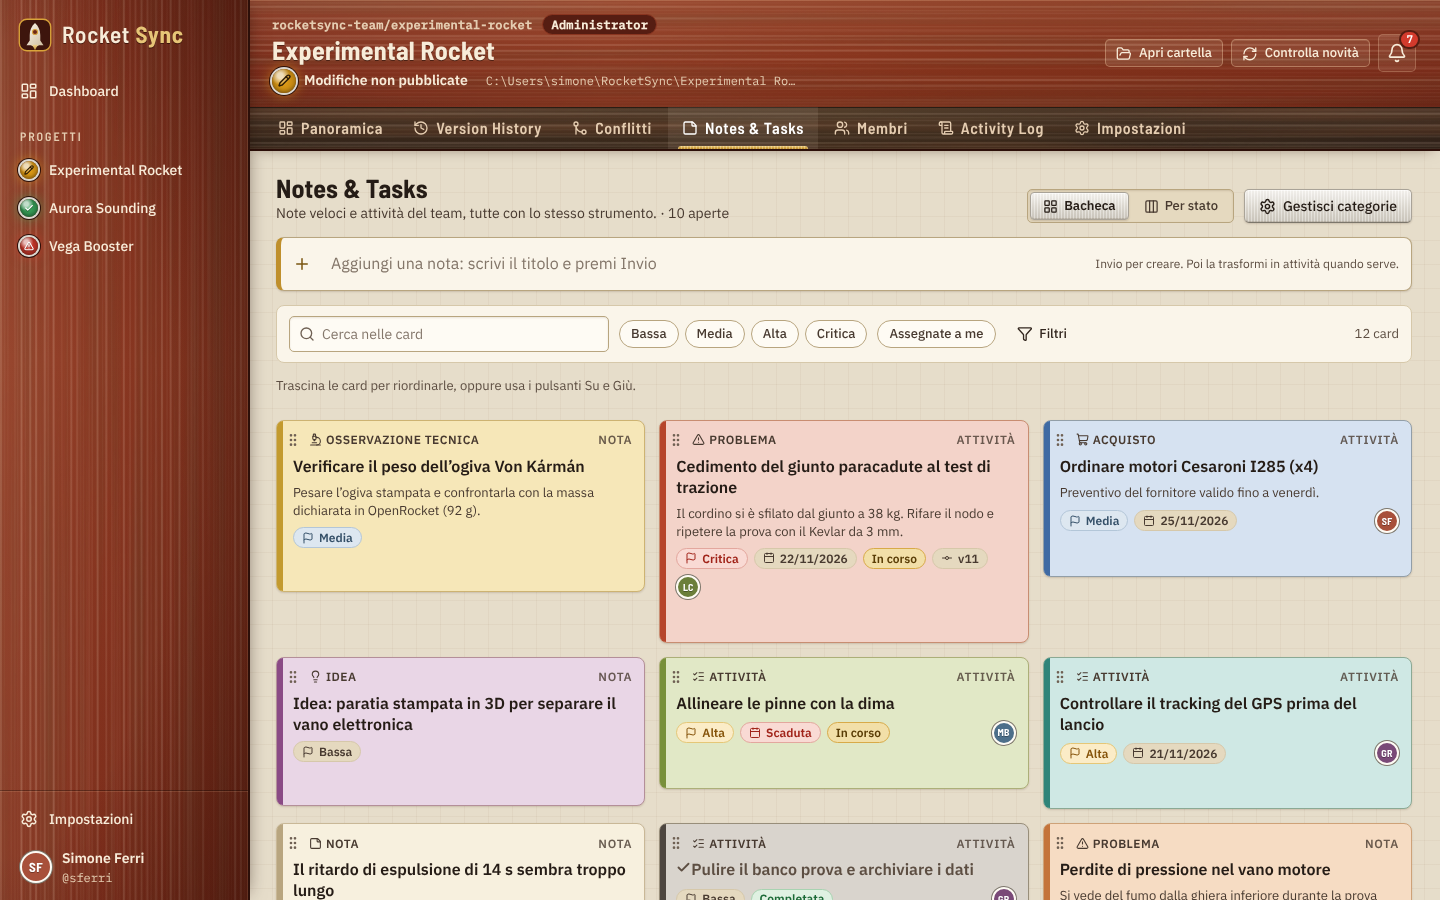 Rocket Sync
Dashboard
PROGETTI
Experimental Rocket
Aurora Sounding
Vega Booster
Impostazioni
SF
Simone Ferri
@sferri
rocketsync-team/experimental-rocket
Administrator
Experimental Rocket
Modifiche non pubblicate
C:\Users\simone\RocketSync\Experimental Ro…
Apri cartella
Controlla novità
7
Panoramica
Version History
Conflitti
Notes & Tasks
Membri
Activity Log
Impostazioni
Notes & Tasks
Note veloci e attività del team, tutte con lo stesso strumento. · 10 aperte
Bacheca
Per stato
Gestisci categorie
Aggiungi una nota: scrivi il titolo e premi Invio
Invio per creare. Poi la trasformi in attività quando serve.
Cerca nelle card
Bassa
Media
Alta
Critica
Assegnate a me
Filtri
12 card
Trascina le card per riordinarle, oppure usa i pulsanti Su e Giù.
OSSERVAZIONE TECNICA
NOTA
Verificare il peso dell’ogiva Von Kármán
Pesare l’ogiva stampata e confrontarla con la massa
dichiarata in OpenRocket (92 g).
Media
PROBLEMA
ATTIVITÀ
Cedimento del giunto paracadute al test di
trazione
Il cordino si è sfilato dal giunto a 38 kg. Rifare il nodo e
ripetere la prova con il Kevlar da 3 mm.
Critica
22/11/2026
In corso
v11
LC
ACQUISTO
ATTIVITÀ
Ordinare motori Cesaroni I285 (x4)
Preventivo del fornitore valido fino a venerdì.
Media
25/11/2026
SF
IDEA
NOTA
Idea: paratia stampata in 3D per separare il
vano elettronica
Bassa
ATTIVITÀ
ATTIVITÀ
Allineare le pinne con la dima
Alta
Scaduta
In corso
MB
ATTIVITÀ
ATTIVITÀ
Controllare il tracking del GPS prima del
lancio
Alta
21/11/2026
GR
NOTA
NOTA
Il ritardo di espulsione di 14 s sembra troppo
lungo
ATTIVITÀ
ATTIVITÀ
Pulire il banco prova e archiviare i dati
Bassa
Completata
GR
PROBLEMA
NOTA
Perdite di pressione nel vano motore
Si vede del fumo dalla ghiera inferiore durante la prova